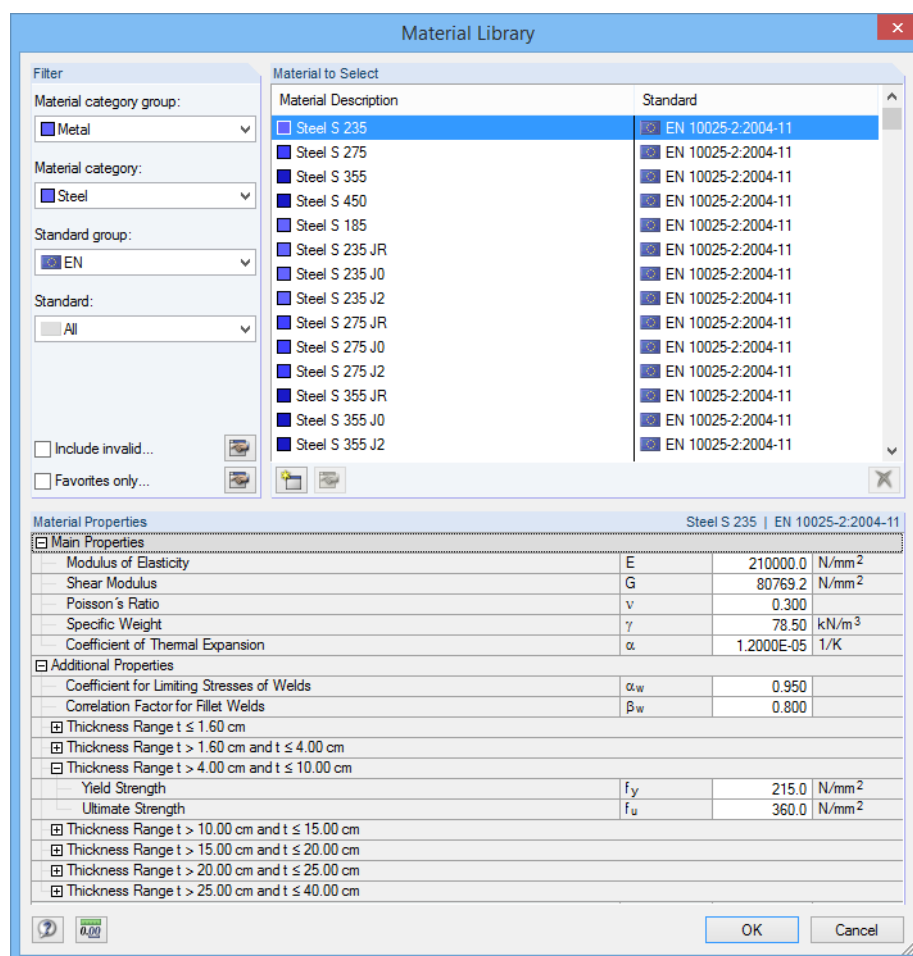 Material Library
Filter
Material category group:
Metal
Material category:
Steel
Standard group:
EN
Standard:
All
Include invalid...
Favorites only...
Material to Select
Material Description Standard
Steel S 235 EN 10025-2:2004-11
Steel S 275 EN 10025-2:2004-11
Steel S 355 EN 10025-2:2004-11
Steel S 450 EN 10025-2:2004-11
Steel S 185 EN 10025-2:2004-11
Steel S 235 JR EN 10025-2:2004-11
Steel S 235 J0 EN 10025-2:2004-11
Steel S 235 J2 EN 10025-2:2004-11
Steel S 275 JR EN 10025-2:2004-11
Steel S 275 J0 EN 10025-2:2004-11
Steel S 275 J2 EN 10025-2:2004-11
Steel S 355 JR EN 10025-2:2004-11
Steel S 355 J0 EN 10025-2:2004-11
Steel S 355 J2 EN 10025-2:2004-11
Material Properties Steel S 235 | EN 10025-2:2004-11
Main Properties
Modulus of Elasticity E 210000.0 N/mm²
Shear Modulus G 80769.2 N/mm²
Poisson´s Ratio ν 0.300
Specific Weight γ 78.50 kN/m³
Coefficient of Thermal Expansion α 1.2000E-05 1/K
Additional Properties
Coefficient for Limiting Stresses of Welds αw 0.950
Correlation Factor for Fillet Welds βw 0.800
Thickness Range t ≤ 1.60 cm
Thickness Range t > 1.60 cm and t ≤ 4.00 cm
Thickness Range t > 4.00 cm and t ≤ 10.00 cm
Yield Strength fy 215.0 N/mm²
Ultimate Strength fu 360.0 N/mm²
Thickness Range t > 10.00 cm and t ≤ 15.00 cm
Thickness Range t > 15.00 cm and t ≤ 20.00 cm
Thickness Range t > 20.00 cm and t ≤ 25.00 cm
Thickness Range t > 25.00 cm and t ≤ 40.00 cm
0.00 OK Cancel